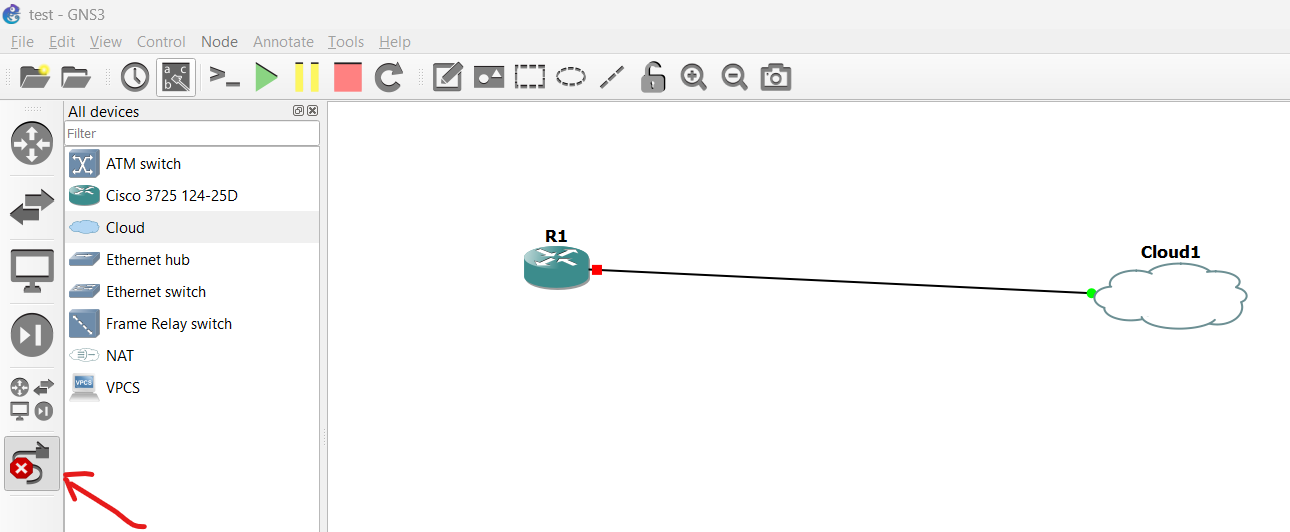 test - GNS3
File Edit View Control Node Annotate Tools Help
a c
b
All devices
Filter
ATM switch
Cisco 3725 124-25D
Cloud
Ethernet hub
Ethernet switch
Frame Relay switch
NAT
VPCS
VPCS
R1
Cloud1